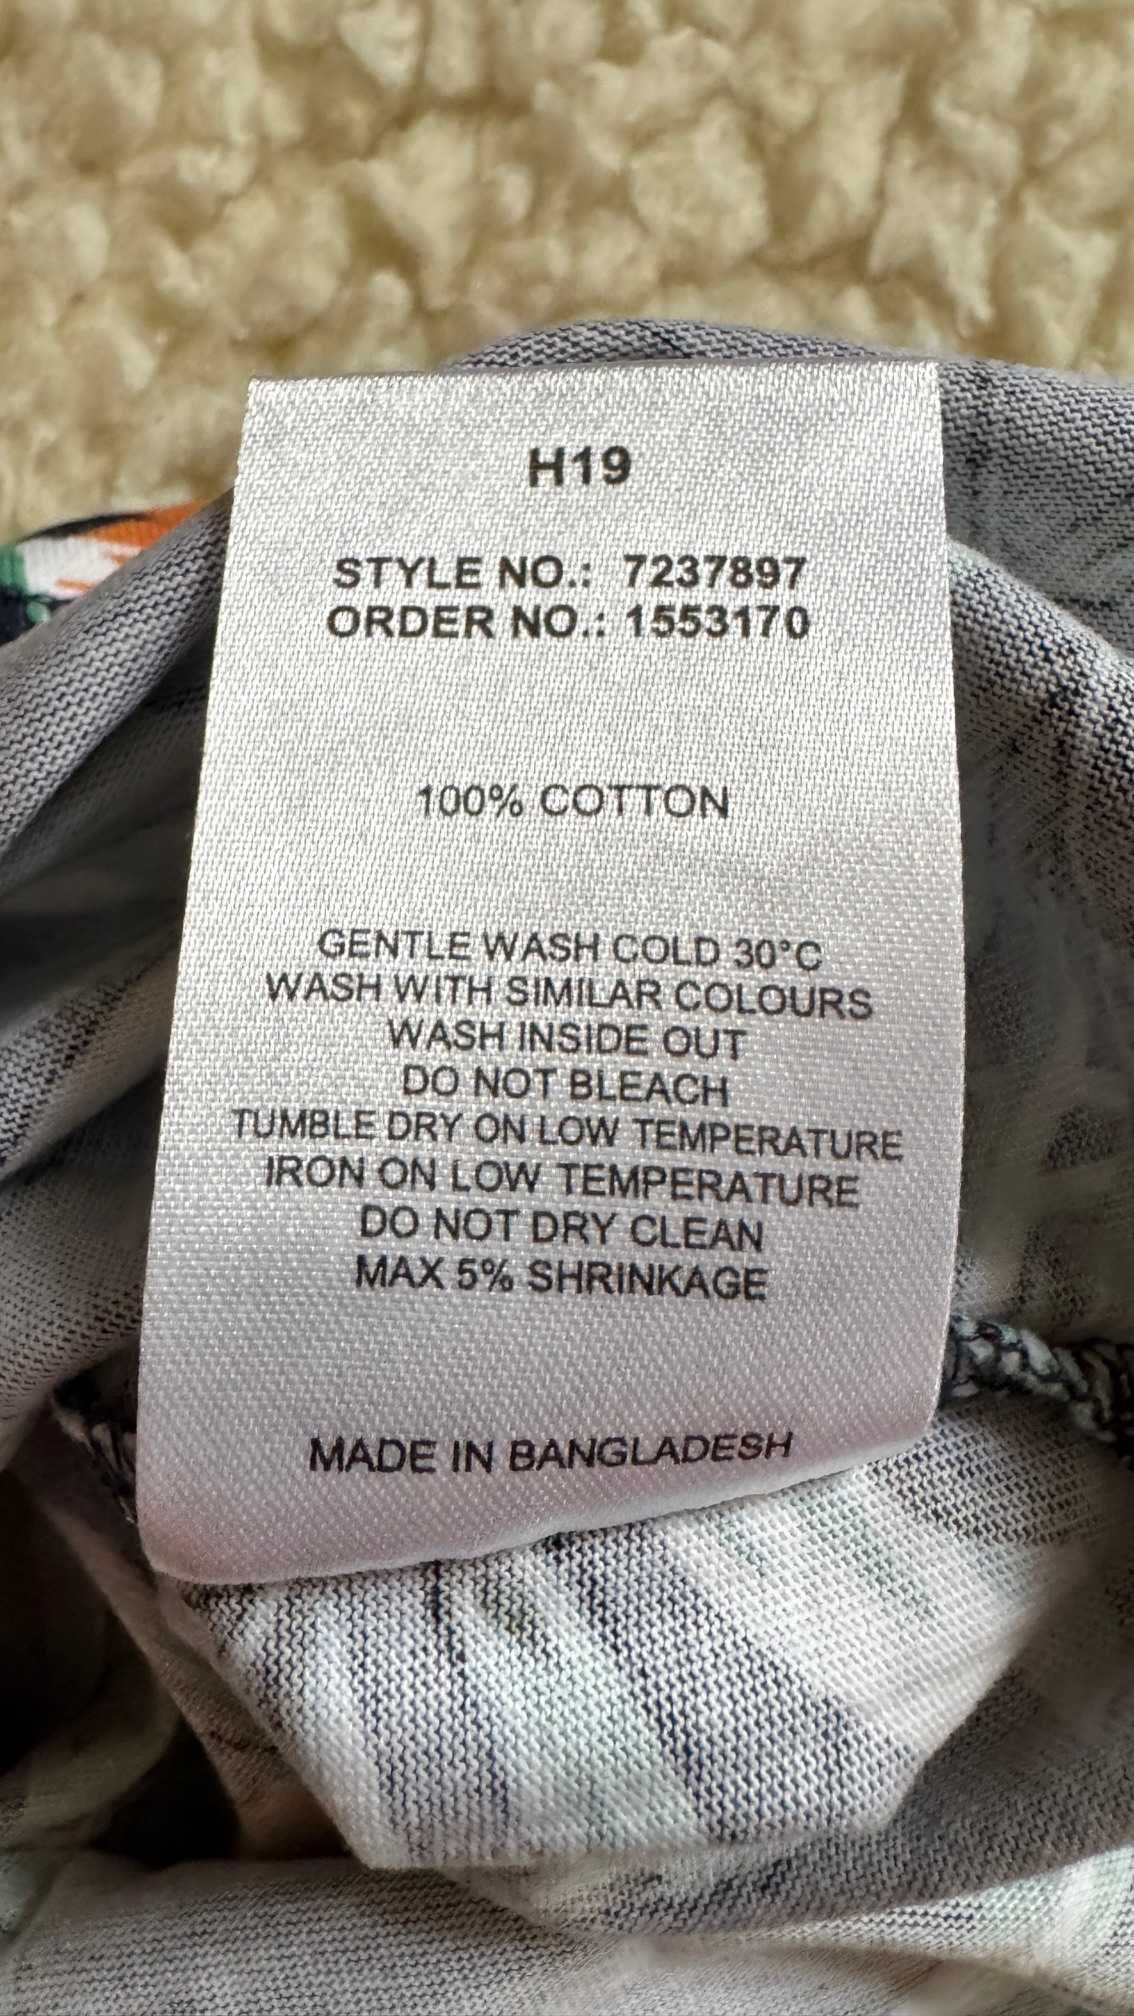 H19
STYLE NO.: 7237897
ORDER NO.: 1553170
100% COTTON
GENTLE WASH COLD 30°C
WASH WITH SIMILAR COLOURS
WASH INSIDE OUT
DO NOT BLEACH
TUMBLE DRY ON LOW TEMPERATURE
IRON ON LOW TEMPERATURE
DO NOT DRY CLEAN
MAX 5% SHRINKAGE
MADE IN BANGLADESH